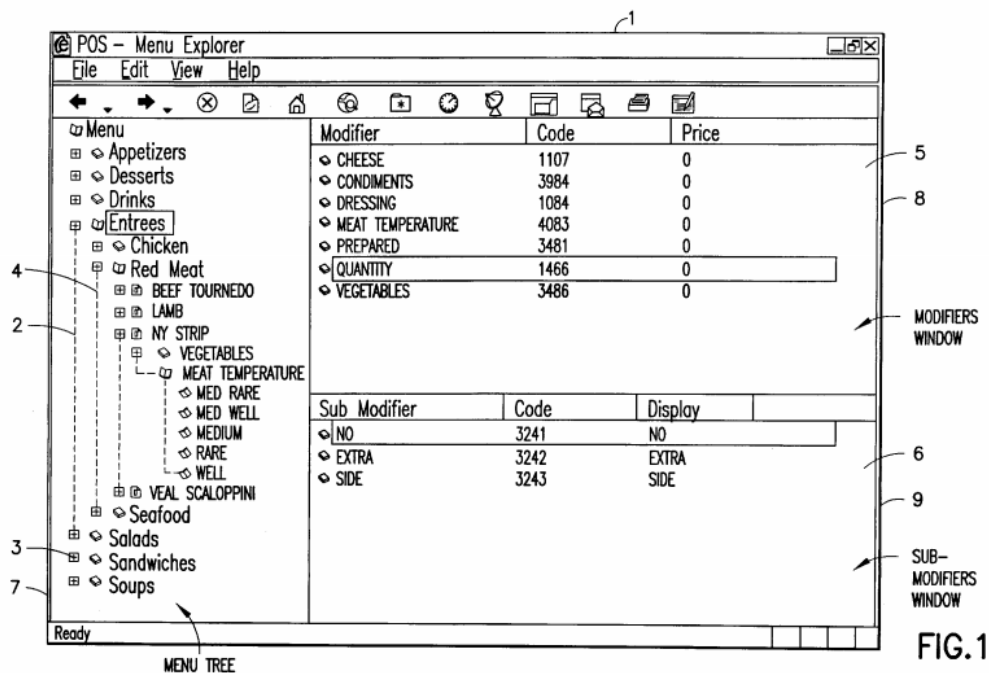 1
POS – Menu Explorer
File Edit View Help
Menu
Appetizers
Desserts
Drinks
Entrees
Chicken
Red Meat
BEEF TOURNEDO
LAMB
NY STRIP
VEGETABLES
MEAT TEMPERATURE
MED RARE
MED WELL
MEDIUM
RARE
WELL
VEAL SCALOPPINI
Seafood
Salads
Sandwiches
Soups
4
2
3
7
Modifier Code Price
CHEESE 1107 0
CONDIMENTS 3984 0
DRESSING 1084 0
MEAT TEMPERATURE 4083 0
PREPARED 3481 0
QUANTITY 1466 0
VEGETABLES 3486 0
5
8
MODIFIERS
WINDOW
Sub Modifier Code Display
NO 3241 NO
EXTRA 3242 EXTRA
SIDE 3243 SIDE
6
9
SUB–
MODIFIERS
WINDOW
Ready
MENU TREE
FIG.1